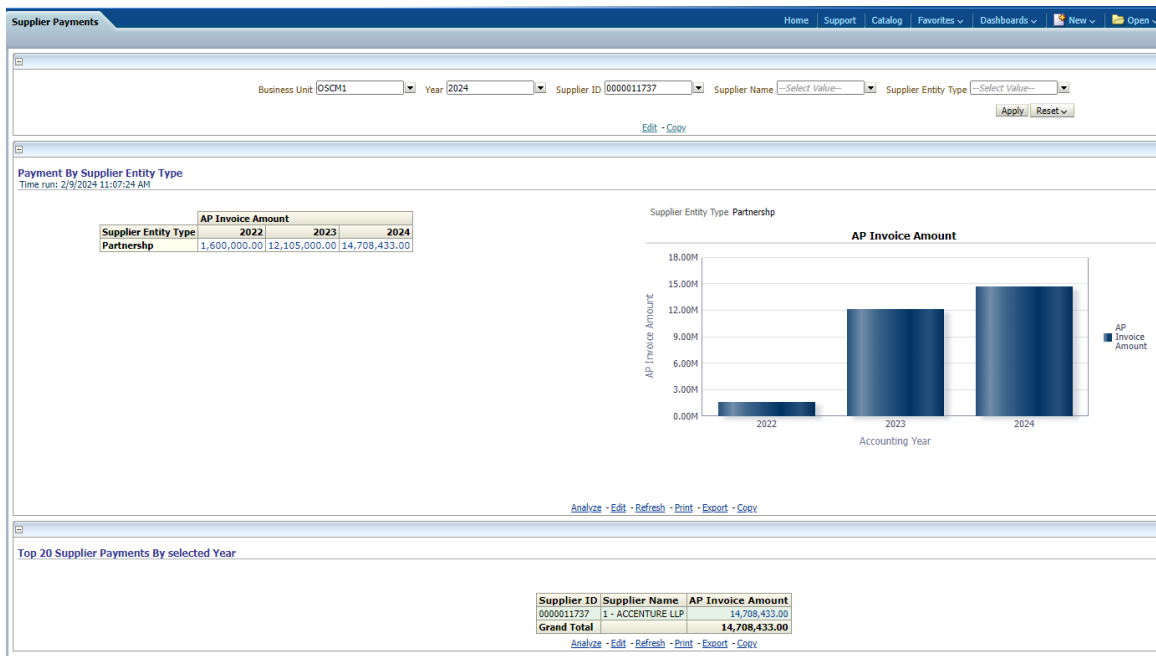 Supplier Payments
Home Support Catalog Favorites Dashboards New Open
Business Unit OSCM1 Year 2024 Supplier ID 0000011737 Supplier Name --Select Value-- Supplier Entity Type --Select Value--
Apply Reset
Edit - Copy
Payment By Supplier Entity Type
Time run: 2/9/2024 11:07:24 AM
AP Invoice Amount
Supplier Entity Type 2022 2023 2024
Partnershp 1,600,000.00 12,105,000.00 14,708,433.00
Supplier Entity Type Partnershp
AP Invoice Amount
18.00M
15.00M
12.00M
9.00M
6.00M
3.00M
0.00M
AP Invoice Amount
2022 2023 2024
Accounting Year
AP
Invoice
Amount
Analyze - Edit - Refresh - Print - Export - Copy
Top 20 Supplier Payments By selected Year
Supplier ID Supplier Name AP Invoice Amount
0000011737 1 - ACCENTURE LLP 14,708,433.00
Grand Total 14,708,433.00
Analyze - Edit - Refresh - Print - Export - Copy